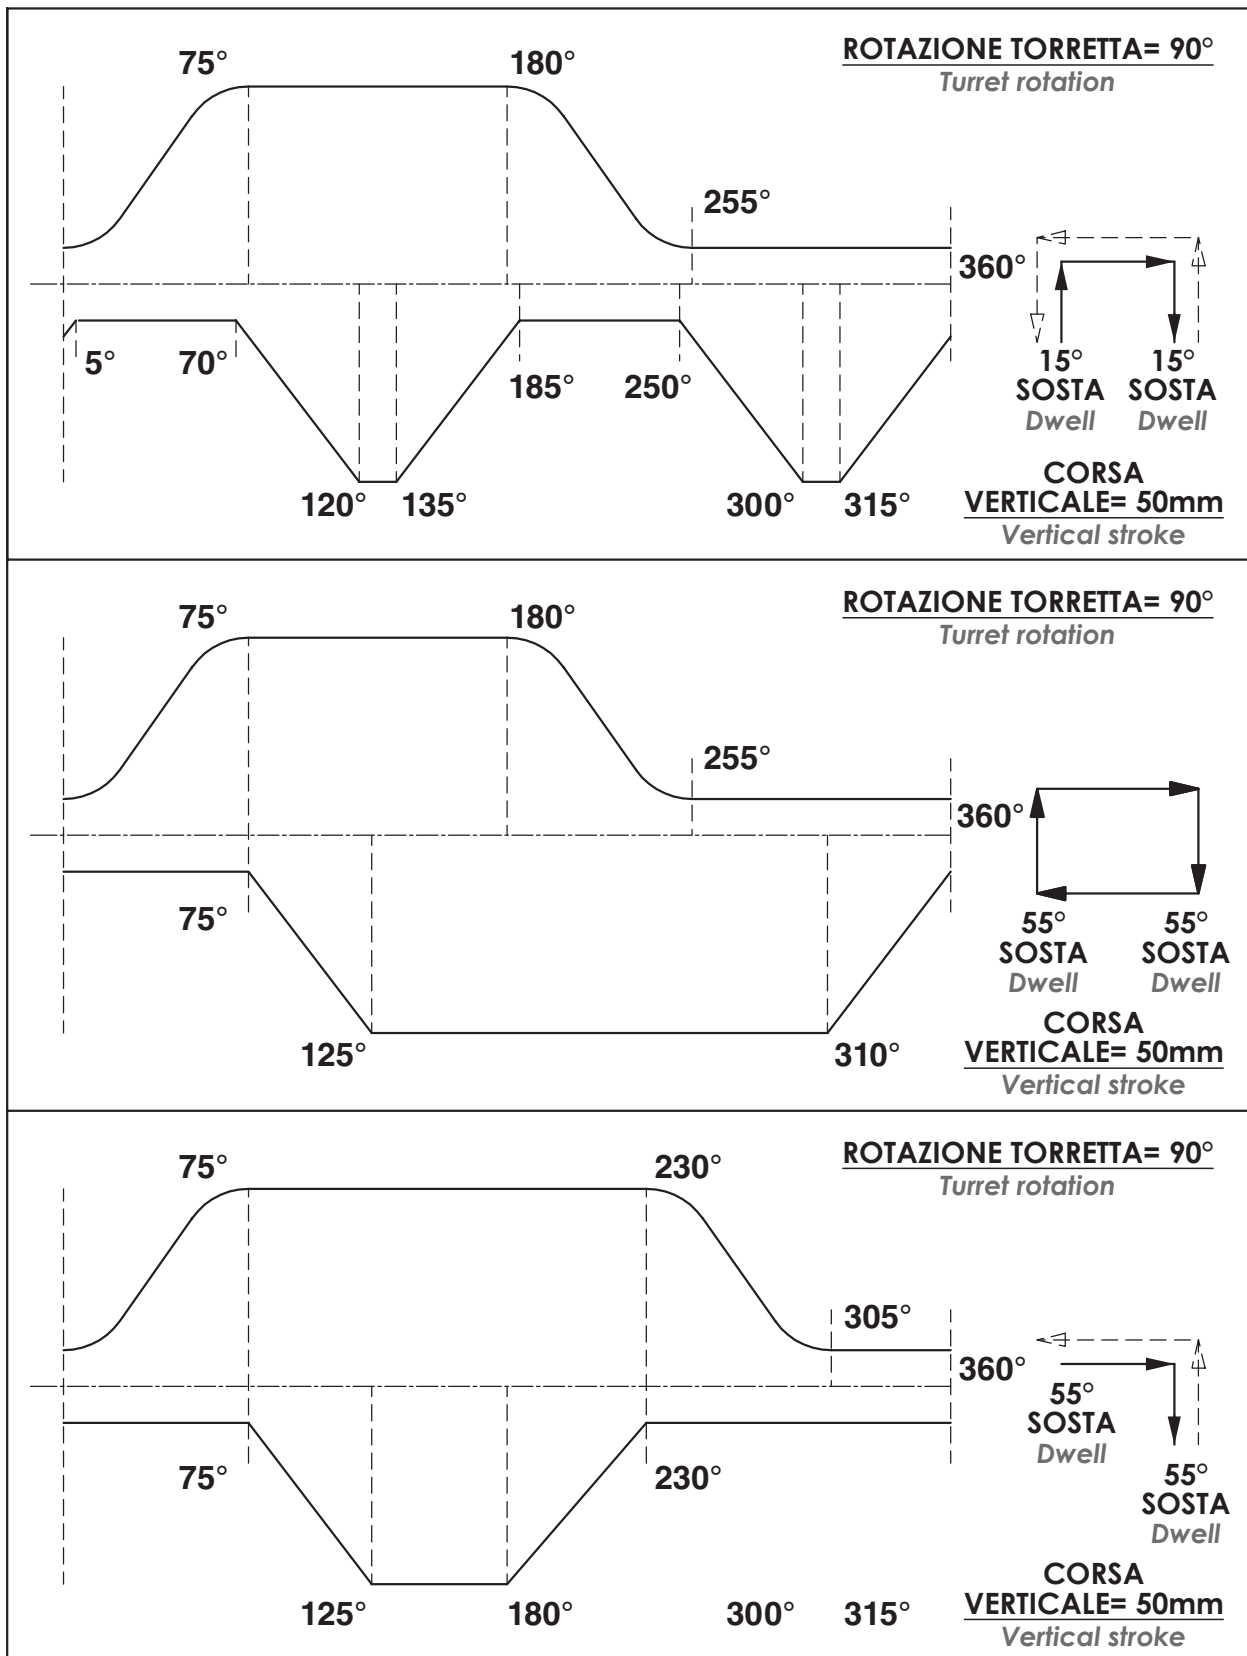 75°
180°
ROTAZIONE TORRETTA= 90°
Turret rotation
255°
360°
5°
70°
185°
250°
15°
SOSTA
Dwell
15°
SOSTA
Dwell
120°
135°
300°
315°
CORSA
VERTICALE= 50mm
Vertical stroke
75°
180°
ROTAZIONE TORRETTA= 90°
Turret rotation
255°
360°
75°
55°
SOSTA
Dwell
55°
SOSTA
Dwell
125°
310°
CORSA
VERTICALE= 50mm
Vertical stroke
75°
230°
ROTAZIONE TORRETTA= 90°
Turret rotation
305°
360°
55°
SOSTA
Dwell
75°
230°
55°
SOSTA
Dwell
125°
180°
300°
315°
CORSA
VERTICALE= 50mm
Vertical stroke